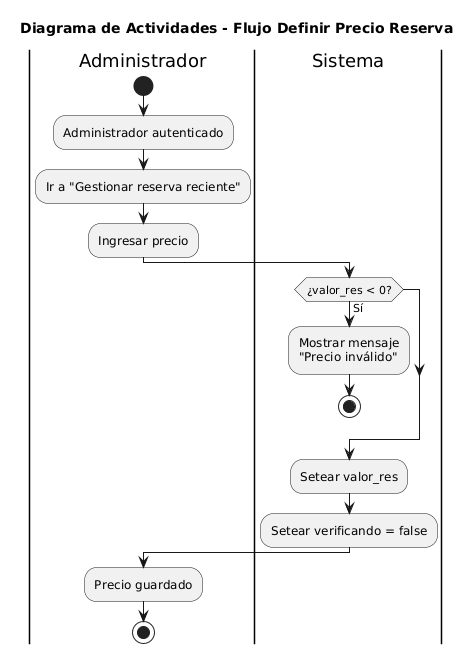 Diagrama de Actividades - Flujo Definir Precio Reserva
Administrador
Sistema
Administrador autenticado
Ir a "Gestionar reserva reciente"
Ingresar precio
¿valor_res < 0?
Sí
Mostrar mensaje
"Precio inválido"
Setear valor_res
Setear verificando = false
Precio guardado